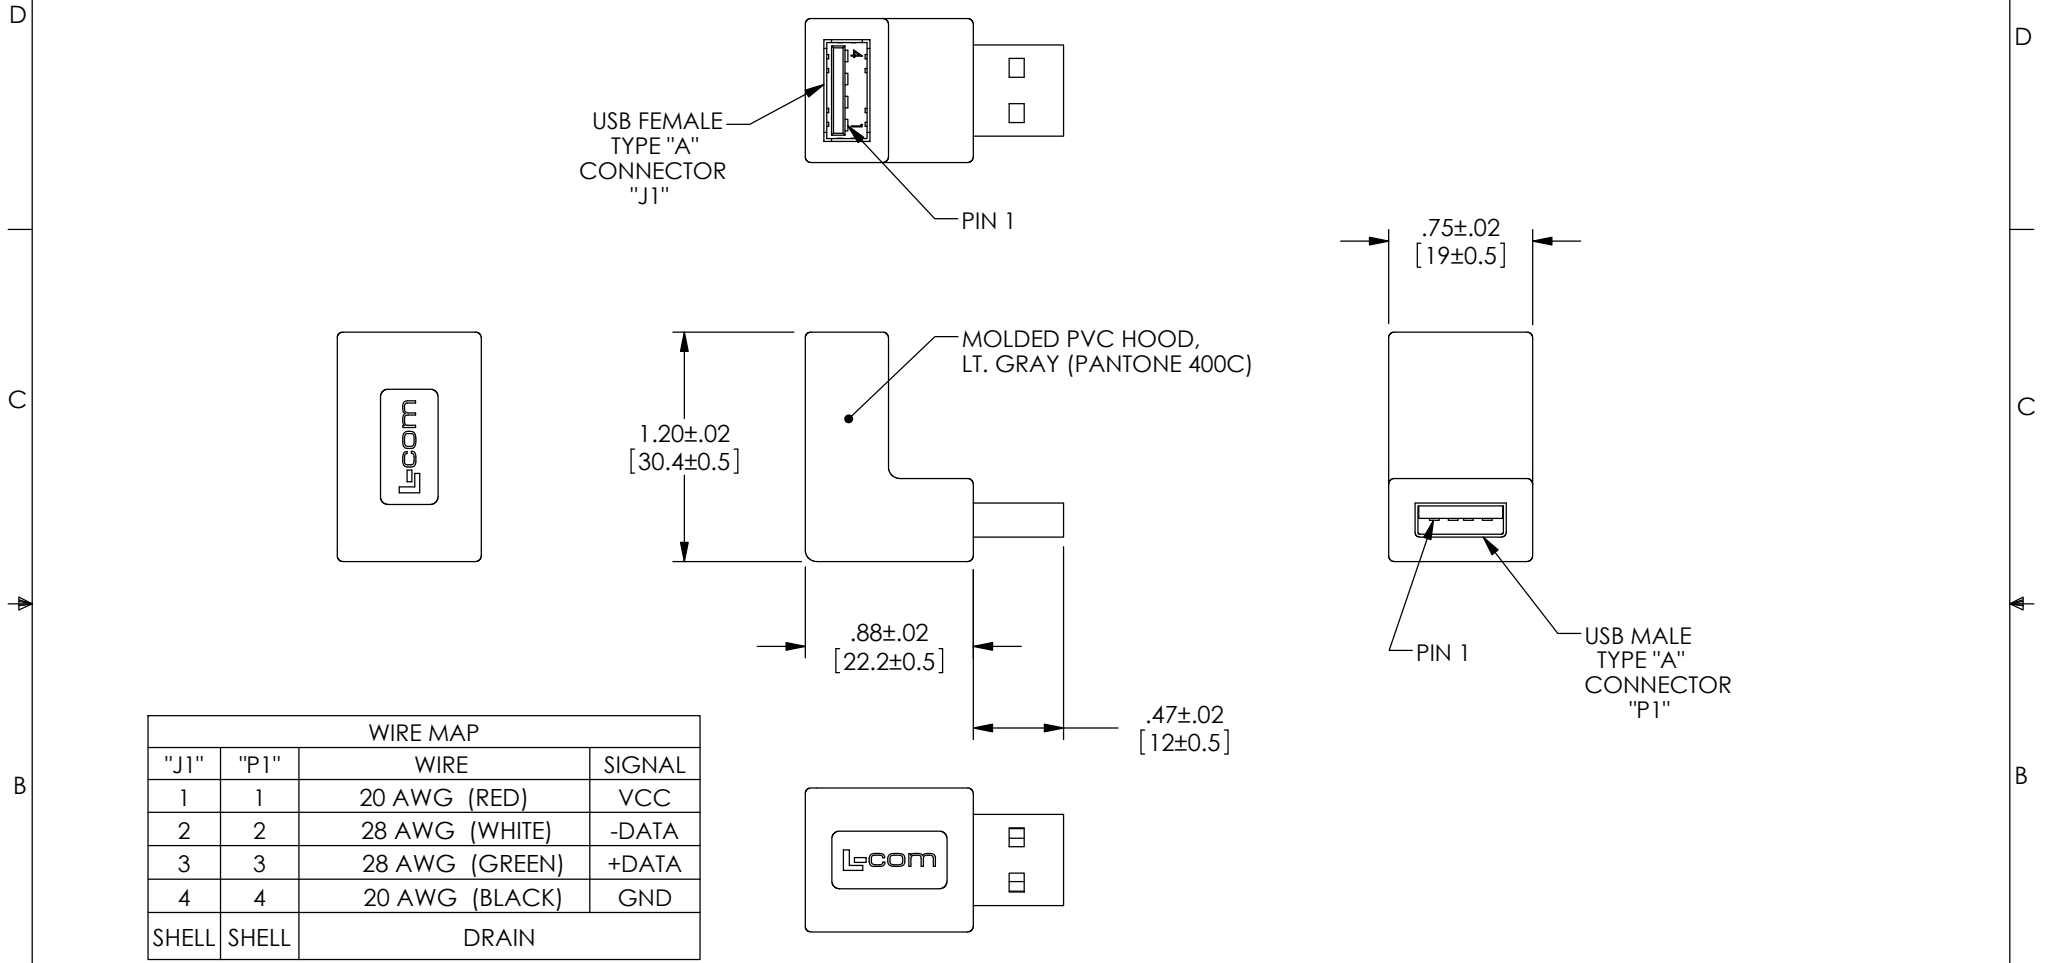 D
D
USB FEMALE
TYPE "A"
CONNECTOR
"J1"
4
1
PIN 1
.75±.02
[19±0.5]
C
C
L-com
1.20±.02
[30.4±0.5]
MOLDED PVC HOOD,
LT. GRAY (PANTONE 400C)
.88±.02
[22.2±0.5]
.47±.02
[12±0.5]
PIN 1
USB MALE
TYPE "A"
CONNECTOR
"P1"
B
B
WIRE MAP
"J1" "P1" WIRE SIGNAL
1 1 20 AWG (RED) VCC
2 2 28 AWG (WHITE) -DATA
3 3 28 AWG (GREEN) +DATA
4 4 20 AWG (BLACK) GND
SHELL SHELL DRAIN
L-com